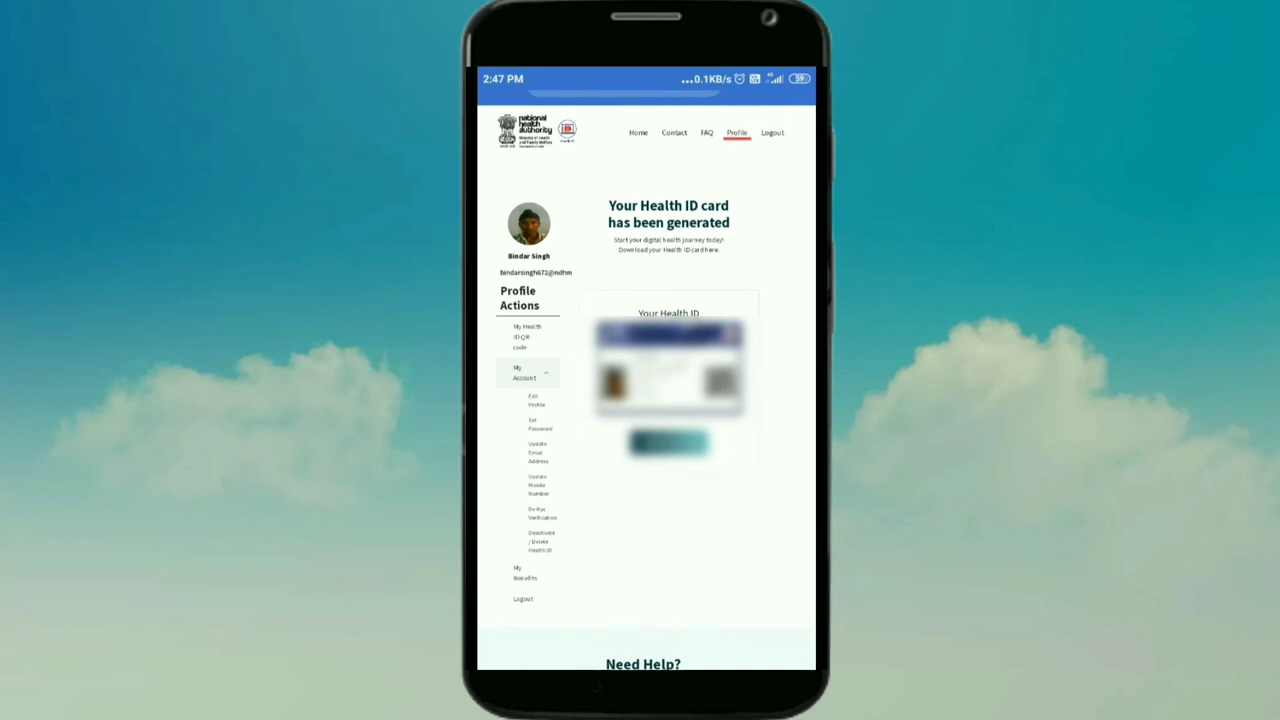 2:47 PM
...0.1KB/s
4G
59
national
health
authority
Home
Contact
FAQ
Profile
Logout
Your Health ID card
has been generated
Start your digital health journey today!
Download your Health ID card here.
Bindar Singh
bindarsingh672@ndhm
Profile
Actions
Your Health ID
My Health
ID QR
code
My
Account
Edit
Profile
Set
Password
Update
Email
Address
Update
Mobile
Number
Re-Kyc
Verification
Deactivate
/ Delete
Health ID
My
Benefits
Logout
Need Help?